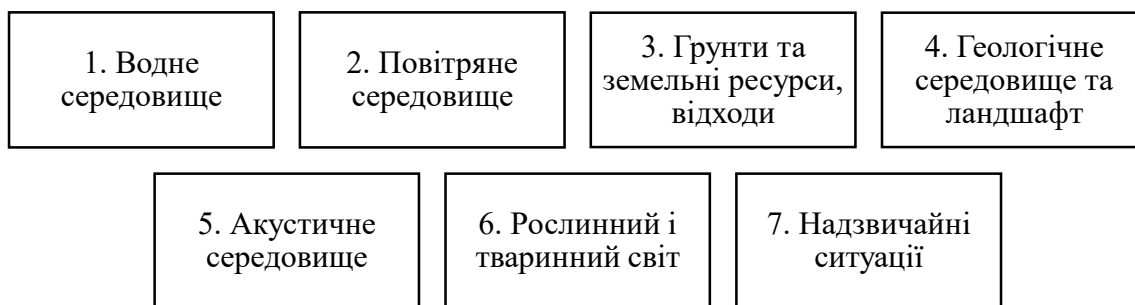 1. Водне
середовище
2. Повітряне
середовище
3. Грунти та
земельні ресурси,
відходи
4. Геологічне
середовище та
ландшафт
5. Акустичне
середовище
6. Рослинний і
тваринний світ
7. Надзвичайні
ситуації